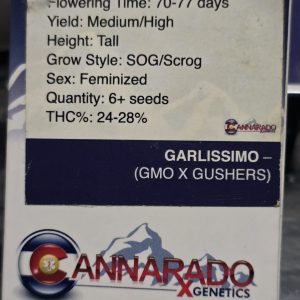 Flowering Time: 70-77 days
Yield: Medium/High
Height: Tall
Grow Style: SOG/Scrog
Sex: Feminized
Quantity: 6+ seeds
THC%: 24-28%
CANNARADO
GARLISSIMO –
(GMO X GUSHERS)
CANNARADO
X GENETICS